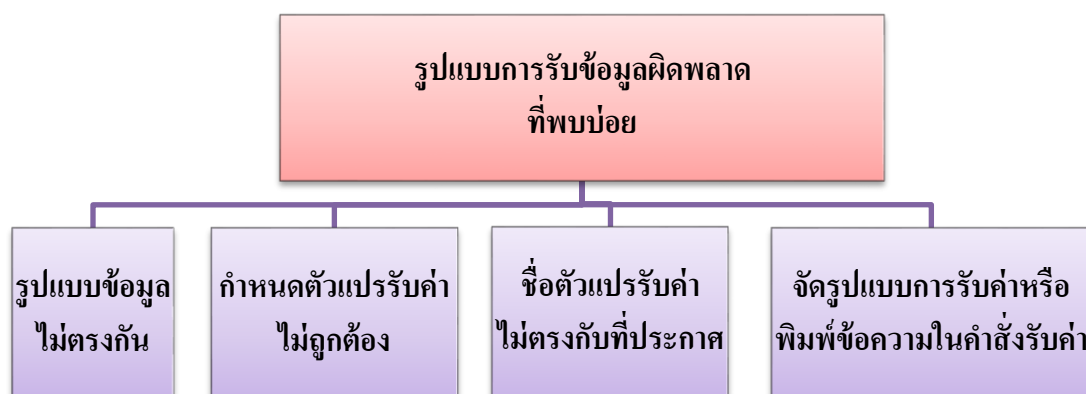 รูปแบบการรับข้อมูลผิดพลาด
ที่พบบ่อย
รูปแบบข้อมูล
ไม่ตรงกัน
กำหนดตัวแปรรับค่า
ไม่ถูกต้อง
ชื่อตัวแปรรับค่า
ไม่ตรงกับที่ประกาศ
จัดรูปแบบการรับค่าหรือ
พิมพ์ข้อความในคำสั่งรับค่า